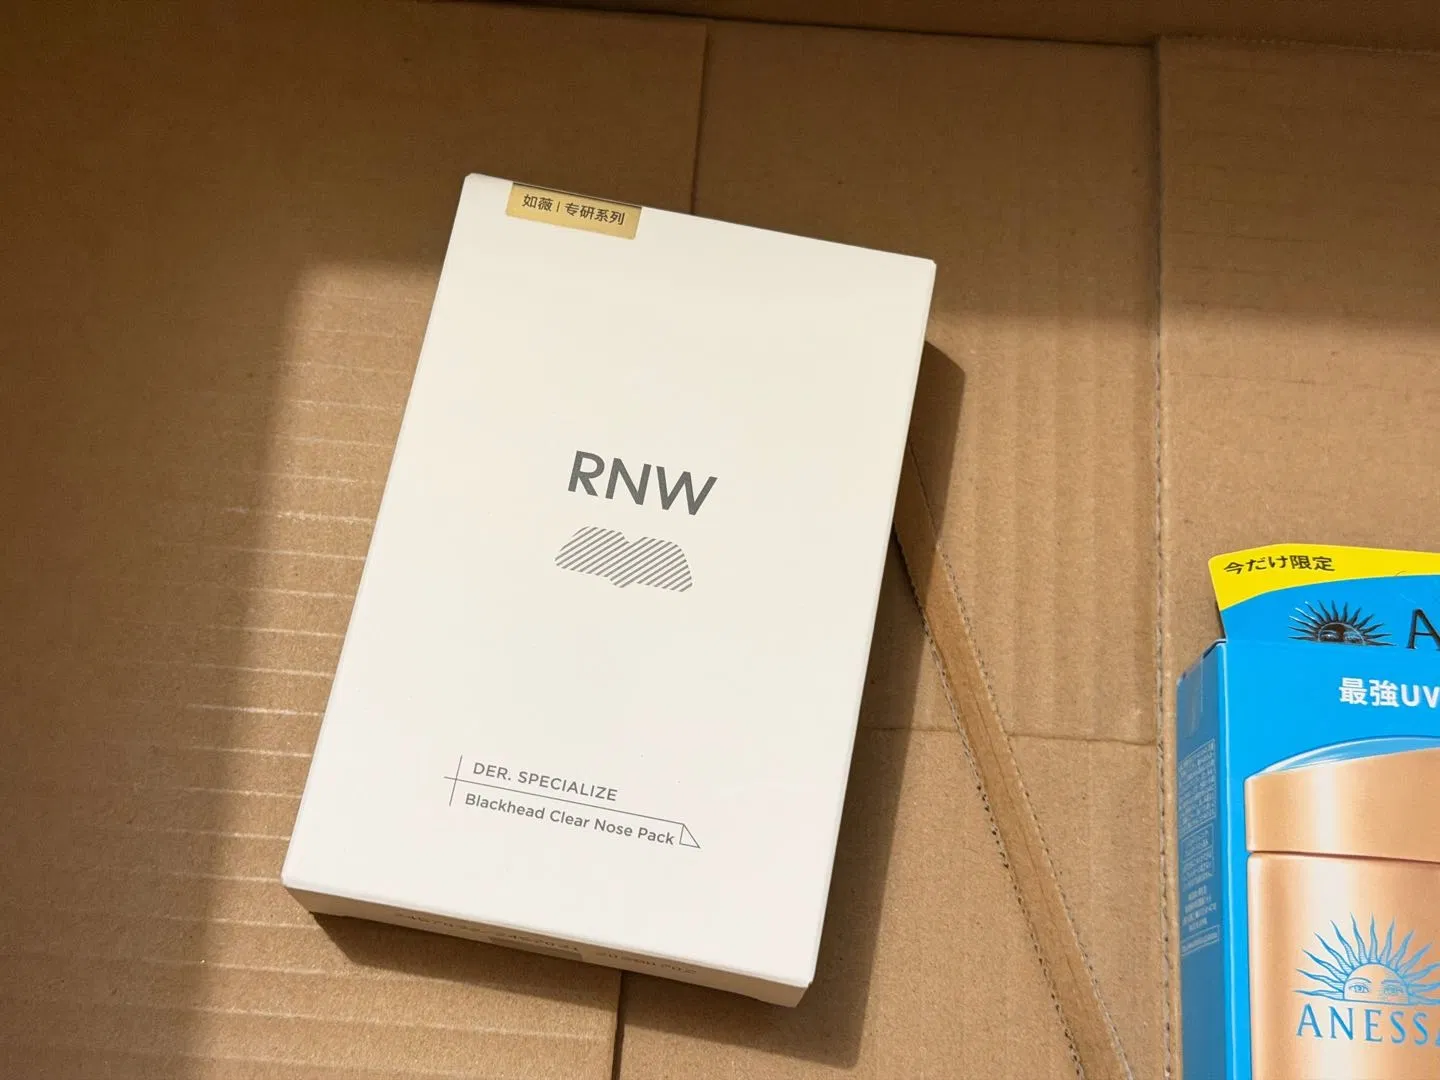 如薇 | 专研系列
RNW
DER. SPECIALIZE
Blackhead Clear Nose Pack
今だけ限定
最強UV
ANESSA